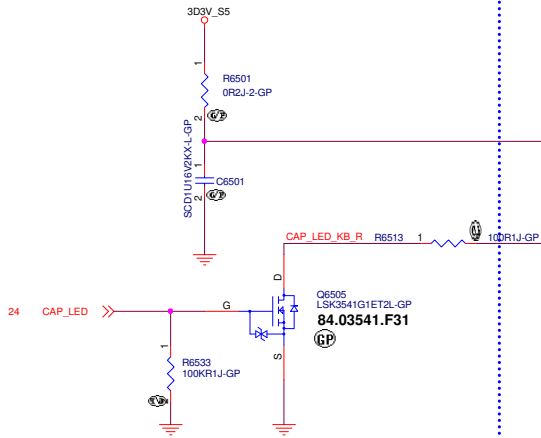 3D3V_S5
1
R6501
0R2J-2-GP
2
G/P
SCD1U16V2KX-L-GP
1
C6501
2
G/P
CAP_LED_KB_R
R6513
1
2
100R1J-GP
D
Q6505
LSK3541G1ET2L-GP
84.03541.F31
GP
24
CAP_LED
G
S
1
R6533
100KR1J-GP